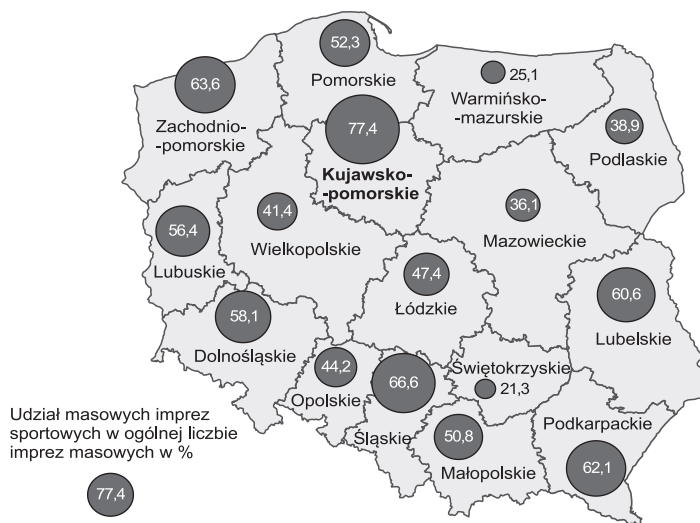 52,3
Pomorskie
25,1
Warmińsko-
-mazurskie
63,6
Zachodnio-
-pomorskie
77,4
Kujawsko-
-pomorskie
38,9
Podlaskie
41,4
Wielkopolskie
36,1
Mazowieckie
56,4
Lubuskie
47,4
Łódzkie
60,6
Lubelskie
58,1
Dolnośląskie
44,2
Opolskie
66,6
Śląskie
Świętokrzyskie
21,3
50,8
Małopolskie
Podkarpackie
62,1
Udział masowych imprez
sportowych w ogólnej liczbie
imprez masowych w %
77,4